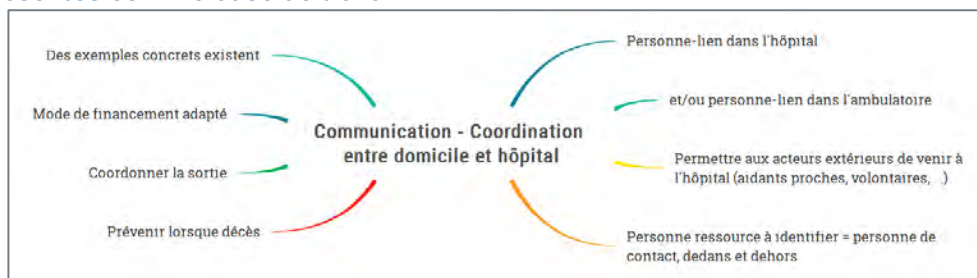 Des exemples concrets existent
Mode de financement adapté
Coordonner la sortie
Prévenir lorsque décès
Communication - Coordination
entre domicile et hôpital
Personne-lien dans l'hôpital
et/ou personne-lien dans l'ambulatoire
Permettre aux acteurs extérieurs de venir à
l'hôpital (aidants proches, volontaires, ...)
Personne ressource à identifier = personne de
contact, dedans et dehors